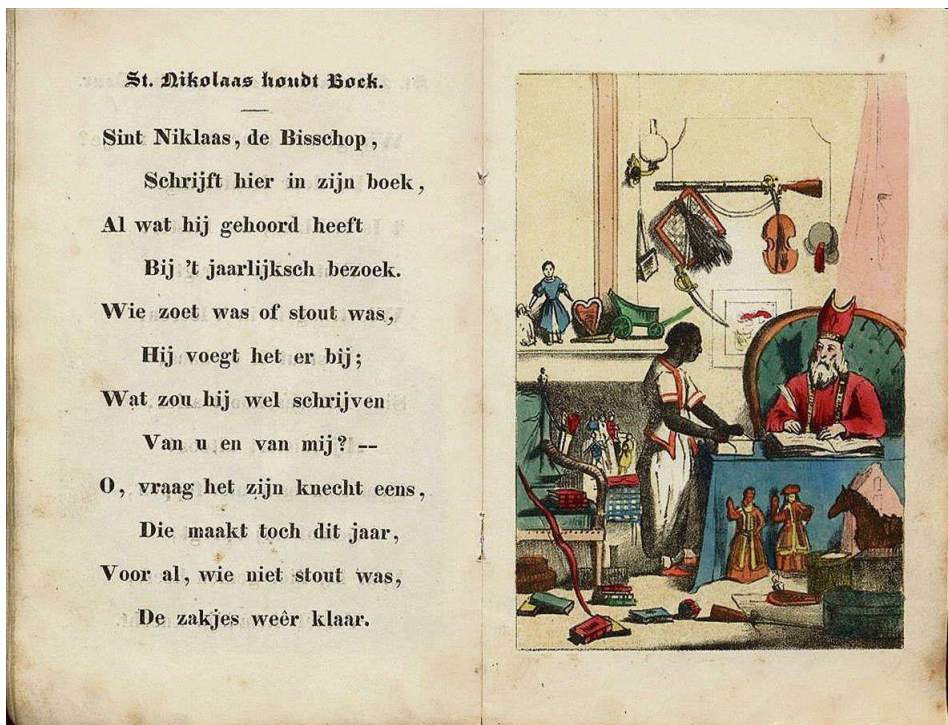 St. Nikolaas houdt Boek.
Sint Niklaas, de Bisschop,
Schrijft hier in zijn boek,
Al wat hij gehoord heeft
Bij 't jaarlijksch bezoek.
Wie zoet was of stout was,
Hij voegt het er bij;
Wat zou hij wel schrijven
Van u en van mij? --
O, vraag het zijn knecht eens,
Die maakt toch dit jaar,
Voor al, wie niet stout was,
De zakjes weêr klaar.